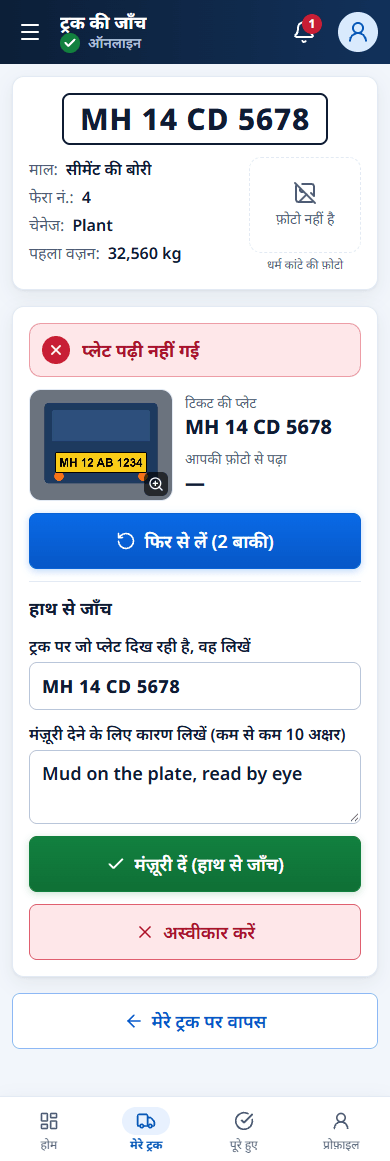 ट्रक की जाँच
ऑनलाइन
1
MH 14 CD 5678
माल: सीमेंट की बोरी
फेरा नं.: 4
चेनेज: Plant
पहला वज़न: 32,560 kg
फ़ोटो नहीं है
धर्म कांटे की फ़ोटो
प्लेट पढ़ी नहीं गई
MH 12 AB 1234
टिकट की प्लेट
MH 14 CD 5678
आपकी फ़ोटो से पढ़ा
—
फिर से लें (2 बाकी)
हाथ से जाँच
ट्रक पर जो प्लेट दिख रही है, वह लिखें
MH 14 CD 5678
मंज़ूरी देने के लिए कारण लिखें (कम से कम 10 अक्षर)
Mud on the plate, read by eye
मंज़ूरी दें (हाथ से जाँच)
अस्वीकार करें
मेरे ट्रक पर वापस
होम
मेरे ट्रक
पूरे हुए
प्रोफ़ाइल